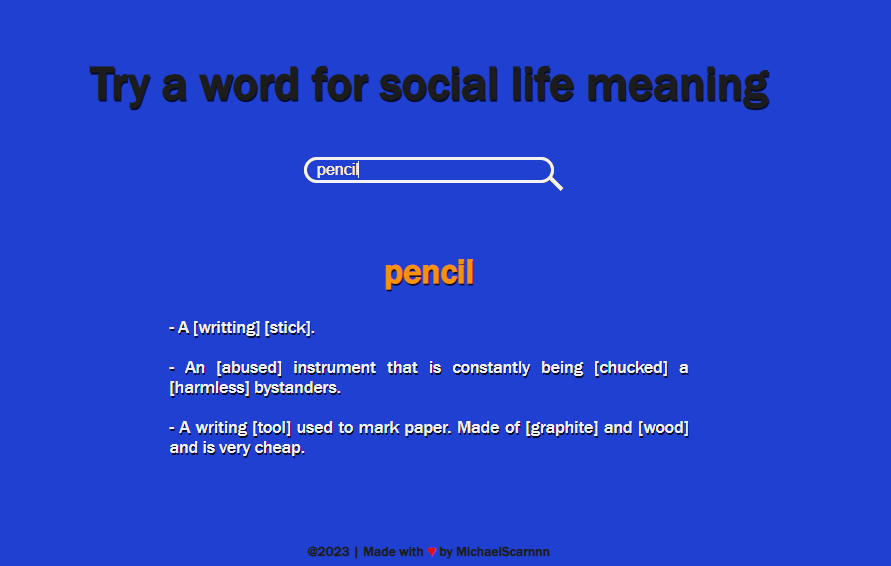 Try a word for social life meaning
pencil
pencil
- A [writting] [stick].
- An [abused] instrument that is constantly being [chucked] a
[harmless] bystanders.
- A writing [tool] used to mark paper. Made of [graphite] and [wood]
and is very cheap.
@2023 | Made with ♥ by MichaelScarnnn